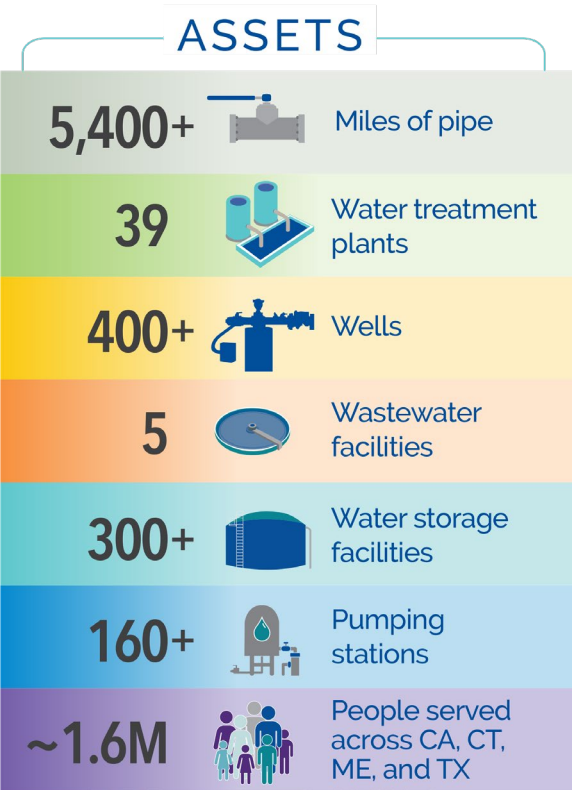 ASSETS
5,400+
Miles of pipe
39
Water treatment
plants
400+
Wells
5
Wastewater
facilities
300+
Water storage
facilities
160+
Pumping
stations
~1.6M
People served
across CA, CT,
ME, and TX